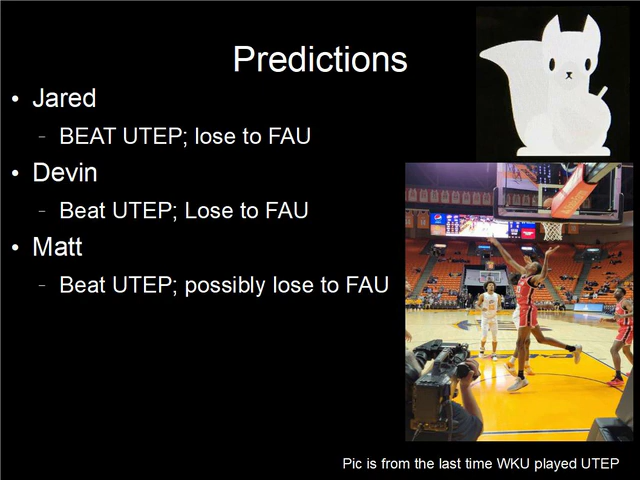 Predictions
• Jared
– BEAT UTEP; lose to FAU
• Devin
– Beat UTEP; Lose to FAU
• Matt
– Beat UTEP; possibly lose to FAU
Pic is from the last time WKU played UTEP